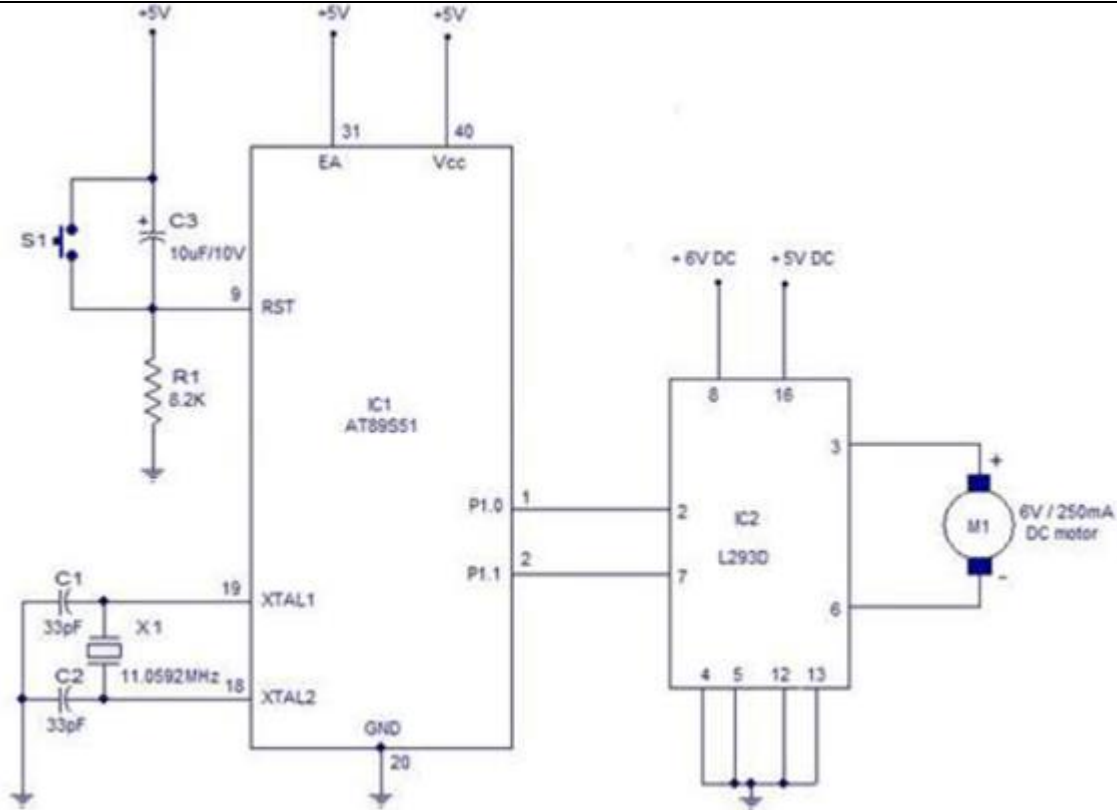 +5V +5V +5V
31 40
EA Vcc
S1
+ C3
10uF/10V
+ 6V DC + 5V DC
9 RST
R1
8.2K
8 16
IC1
AT89S51
3
+
P1.0 1
2
IC2
L293D
M1
6V / 250mA
DC motor
P1.1 2
7
-
6
C1
33pF
19 XTAL1
X1
11.0592MHz
C2
33pF
18 XTAL2
4 5 12 13
GND
20